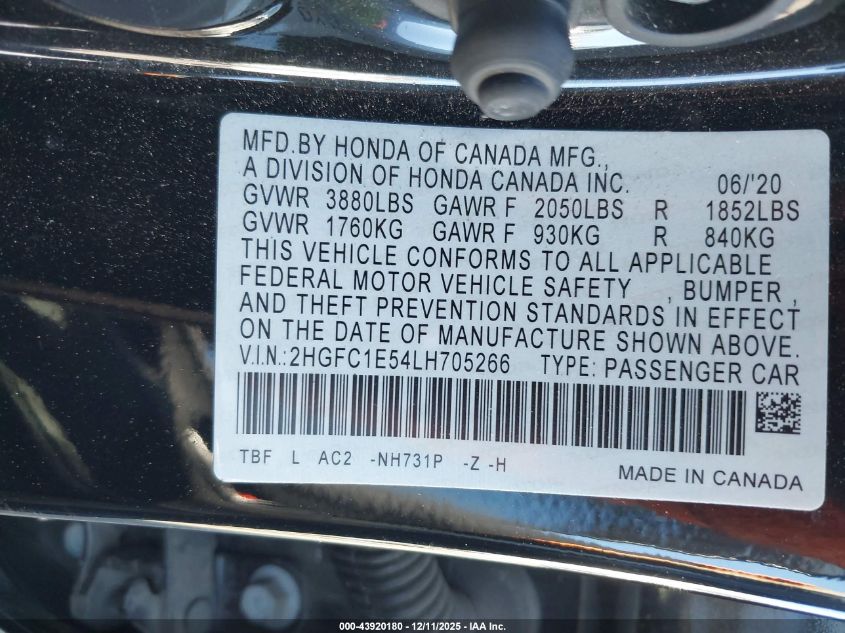 MFD.BY HONDA OF CANADA MFG.,
A DIVISION OF HONDA CANADA INC. 06/'20
GVWR 3880LBS GAWR F 2050LBS R 1852LBS
GVWR 1760KG GAWR F 930KG R 840KG
THIS VEHICLE CONFORMS TO ALL APPLICABLE
FEDERAL MOTOR VEHICLE SAFETY , BUMPER ,
AND THEFT PREVENTION STANDARDS IN EFFECT
ON THE DATE OF MANUFACTURE SHOWN ABOVE.
V.I.N.:2HGFC1E54LH705266 TYPE: PASSENGER CAR
TBF L AC2 -NH731P -Z -H
MADE IN CANADA
000-43920180 - 12/11/2025 - IAA Inc.